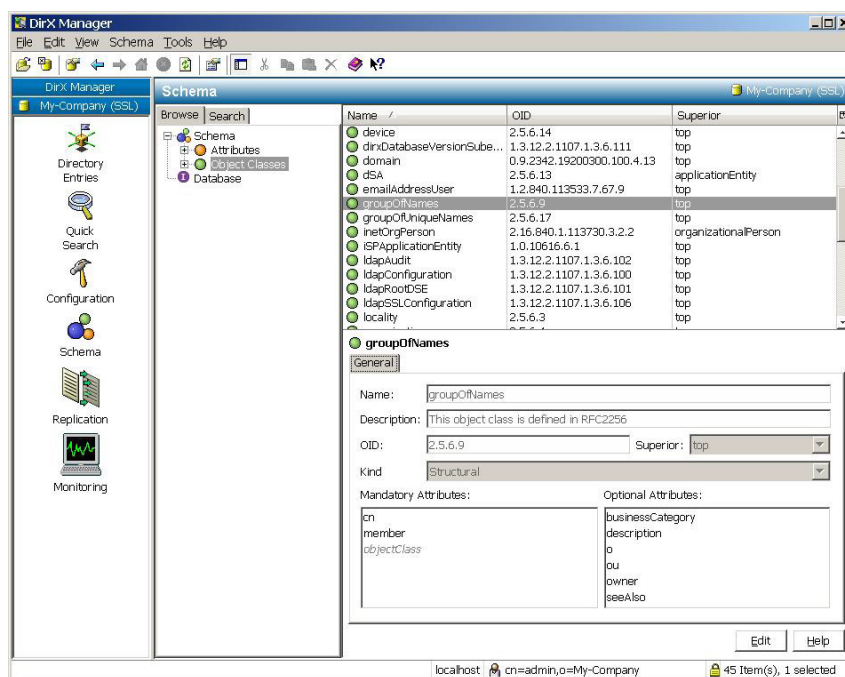 DirX Manager
File Edit View Schema Tools Help
DirX Manager
My-Company (SSL)
Directory
Entries
Quick
Search
Configuration
Schema
Replication
Monitoring
Schema My-Company (SSL)
Browse Search
Schema
Attributes
Object Classes
Database
Name OID Superior
device 2.5.6.14 top
dirxDatabaseVersionSube... 1.3.12.2.1107.1.3.6.111 top
domain 0.9.2342.19200300.100.4.13 top
dSA 2.5.6.13 applicationEntity
emailAddressUser 1.2.840.113533.7.67.9 top
groupOfNames 2.5.6.9 top
groupOfUniqueNames 2.5.6.17 top
inetOrgPerson 2.16.840.1.113730.3.2.2 organizationalPerson
iSPApplicationEntity 1.0.10616.6.1 top
ldapAudit 1.3.12.2.1107.1.3.6.102 top
ldapConfiguration 1.3.12.2.1107.1.3.6.100 top
ldapRootDSE 1.3.12.2.1107.1.3.6.101 top
ldapSSLConfiguration 1.3.12.2.1107.1.3.6.106 top
locality 2.5.6.3 top
groupOfNames
General
Name: groupOfNames
Description: This object class is defined in RFC2256
OID: 2.5.6.9 Superior: top
Kind Structural
Mandatory Attributes: Optional Attributes:
cn businessCategory
member description
objectClass o
ou
owner
seeAlso
Edit Help
localhost cn=admin,o=My-Company 45 Item(s), 1 selected